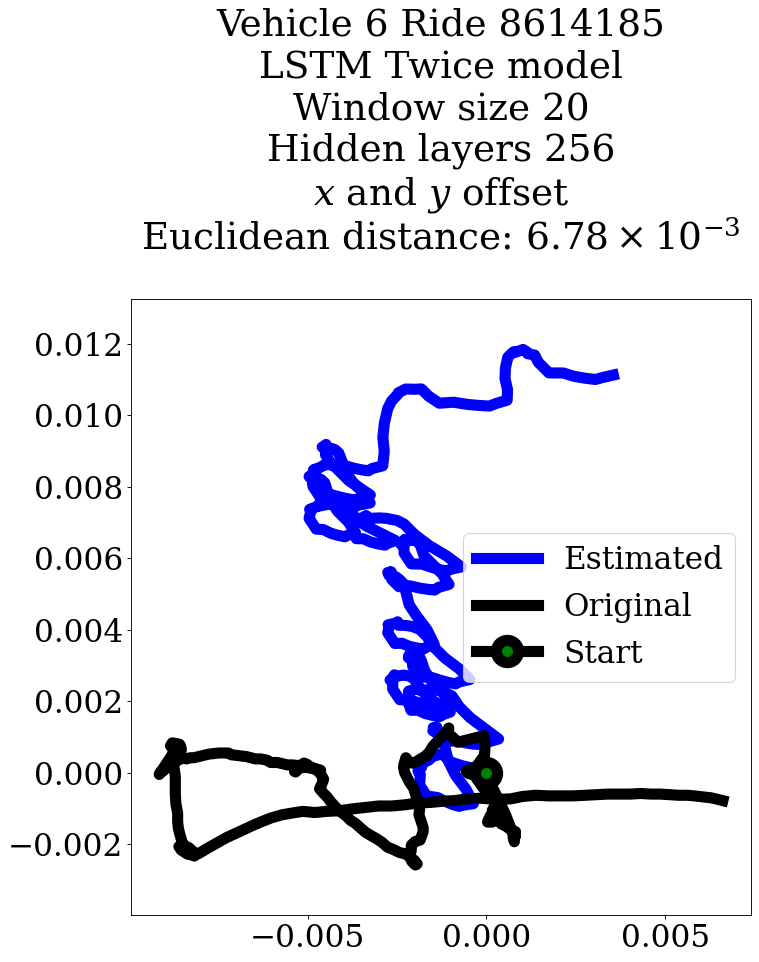 Vehicle 6 Ride 8614185
LSTM Twice model
Window size 20
Hidden layers 256
x and y offset
Euclidean distance: 6.78 × 10⁻³
0.012
0.010
0.008
0.006
0.004
0.002
0.000
−0.002
Estimated
Original
Start
−0.005
0.000
0.005